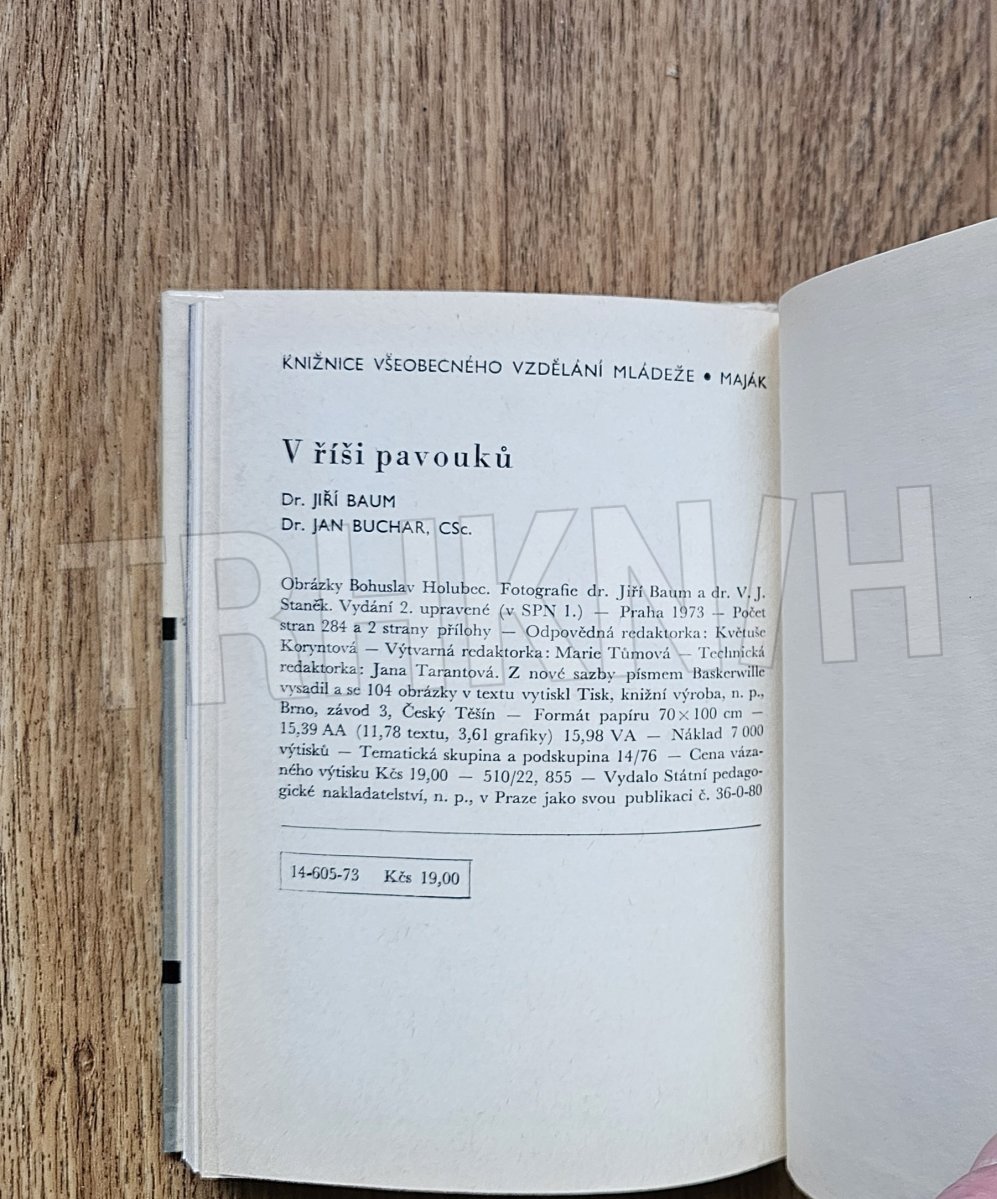 KNIŽNICE VŠEOBECNÉHO VZDĚLÁNÍ MLÁDEŽE • MAJÁK
V říši pavouků
Dr. JIŘÍ BAUM
Dr. JAN BUCHAR, CSc.
Obrázky Bohuslav Holubec. Fotografie dr. Jiří Baum a dr. V. J.
Staněk. Vydání 2. upravené (v SPN 1.) — Praha 1973 — Počet
stran 284 a 2 strany přílohy — Odpovědná redaktorka: Květuše
Koryntová — Výtvarná redaktorka: Marie Tůmová — Technická
redaktorka: Jana Tarantová. Z nové sazby písmem Baskerwille
vysadil a se 104 obrázky v textu vytiskl Tisk, knižní výroba, n. p.,
Brno, závod 3, Český Těšín — Formát papíru 70×100 cm —
15,39 AA (11,78 textu, 3,61 grafiky) 15,98 VA — Náklad 7 000
výtisků — Tematická skupina a podskupina 14/76 — Cena váza-
ného výtisku Kčs 19,00 — 510/22, 855 — Vydalo Státní pedago-
gické nakladatelství, n. p., v Praze jako svou publikaci č. 36-0-80
14-605-73 Kčs 19,00
TRHKNIH